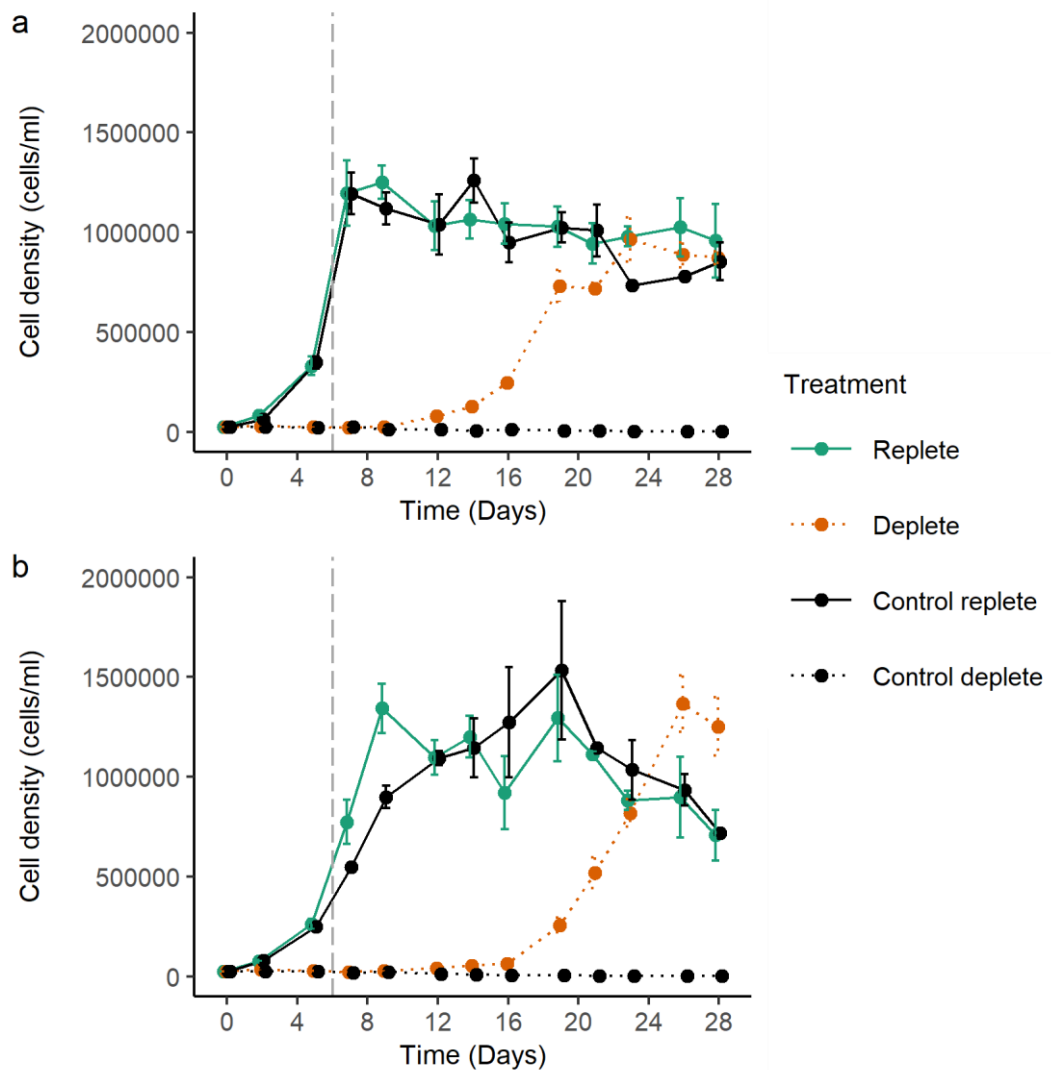 a
Cell density (cells/ml)
2000000
1500000
1000000
500000
0
0 4 8 12 16 20 24 28
Time (Days)
b
Cell density (cells/ml)
2000000
1500000
1000000
500000
0
0 4 8 12 16 20 24 28
Time (Days)
Treatment
Replete
Deplete
Control replete
Control deplete